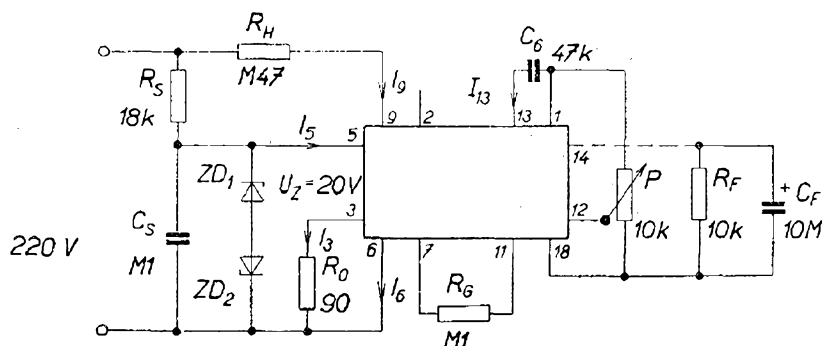 R_H
M47
R_S
18k
I_9
I_13
C_6
47k
9
2
13
1
I_5
5
14
ZD_1
U_Z = 20V
3
12
P
10k
R_F
10k
+
C_F
10M
220 V
C_S
M1
ZD_2
I_3
R_O
90
6
7
11
18
I_6
R_G
M1